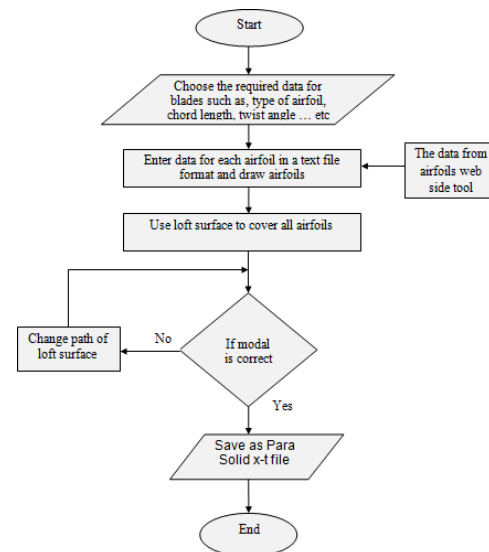 Start
Choose the required data for
blades such as, type of airfoil,
chord length, twist angle ... etc
Enter data for each airfoil in a text file
format and draw airfoils
The data from
airfoils web
side tool
Use loft surface to cover all airfoils
Change path of
loft surface
No
If modal
is correct
Yes
Save as Para
Solid x-t file
End